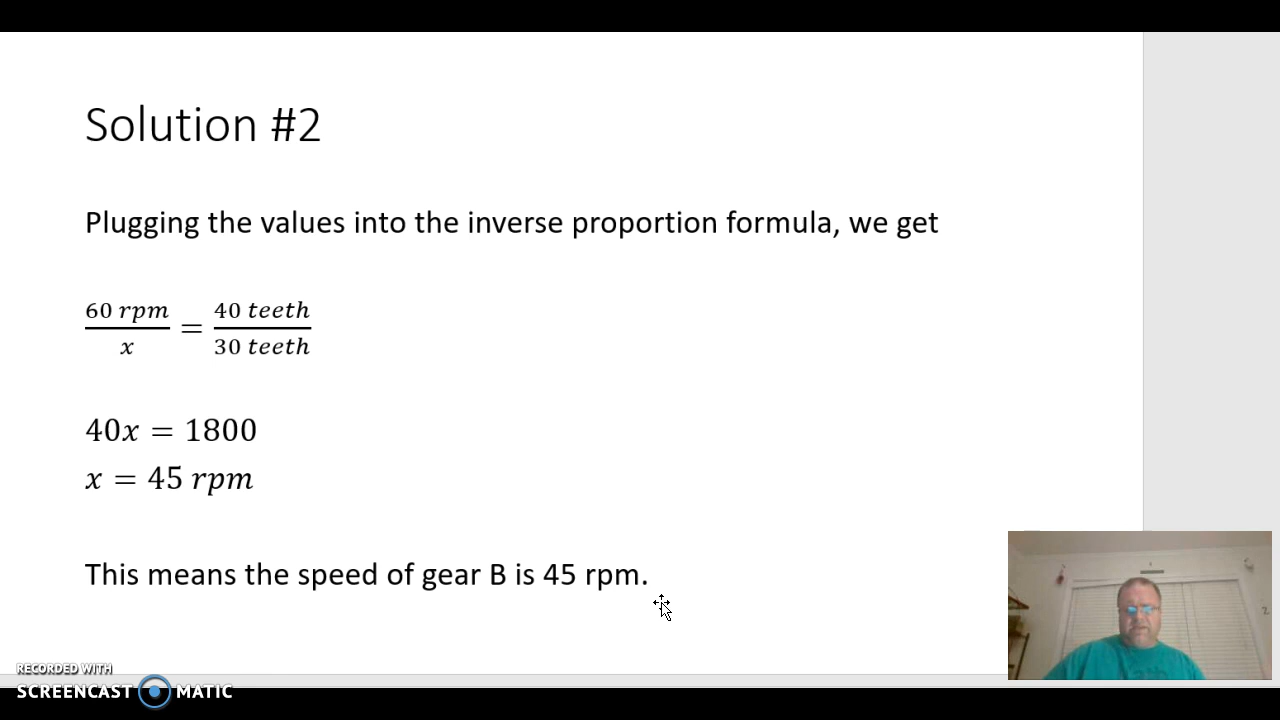 Solution #2
Plugging the values into the inverse proportion formula, we get
60 rpm / x = 40 teeth / 30 teeth
40x = 1800
x = 45 rpm
This means the speed of gear B is 45 rpm.
RECORDED WITH
SCREENCAST MATIC